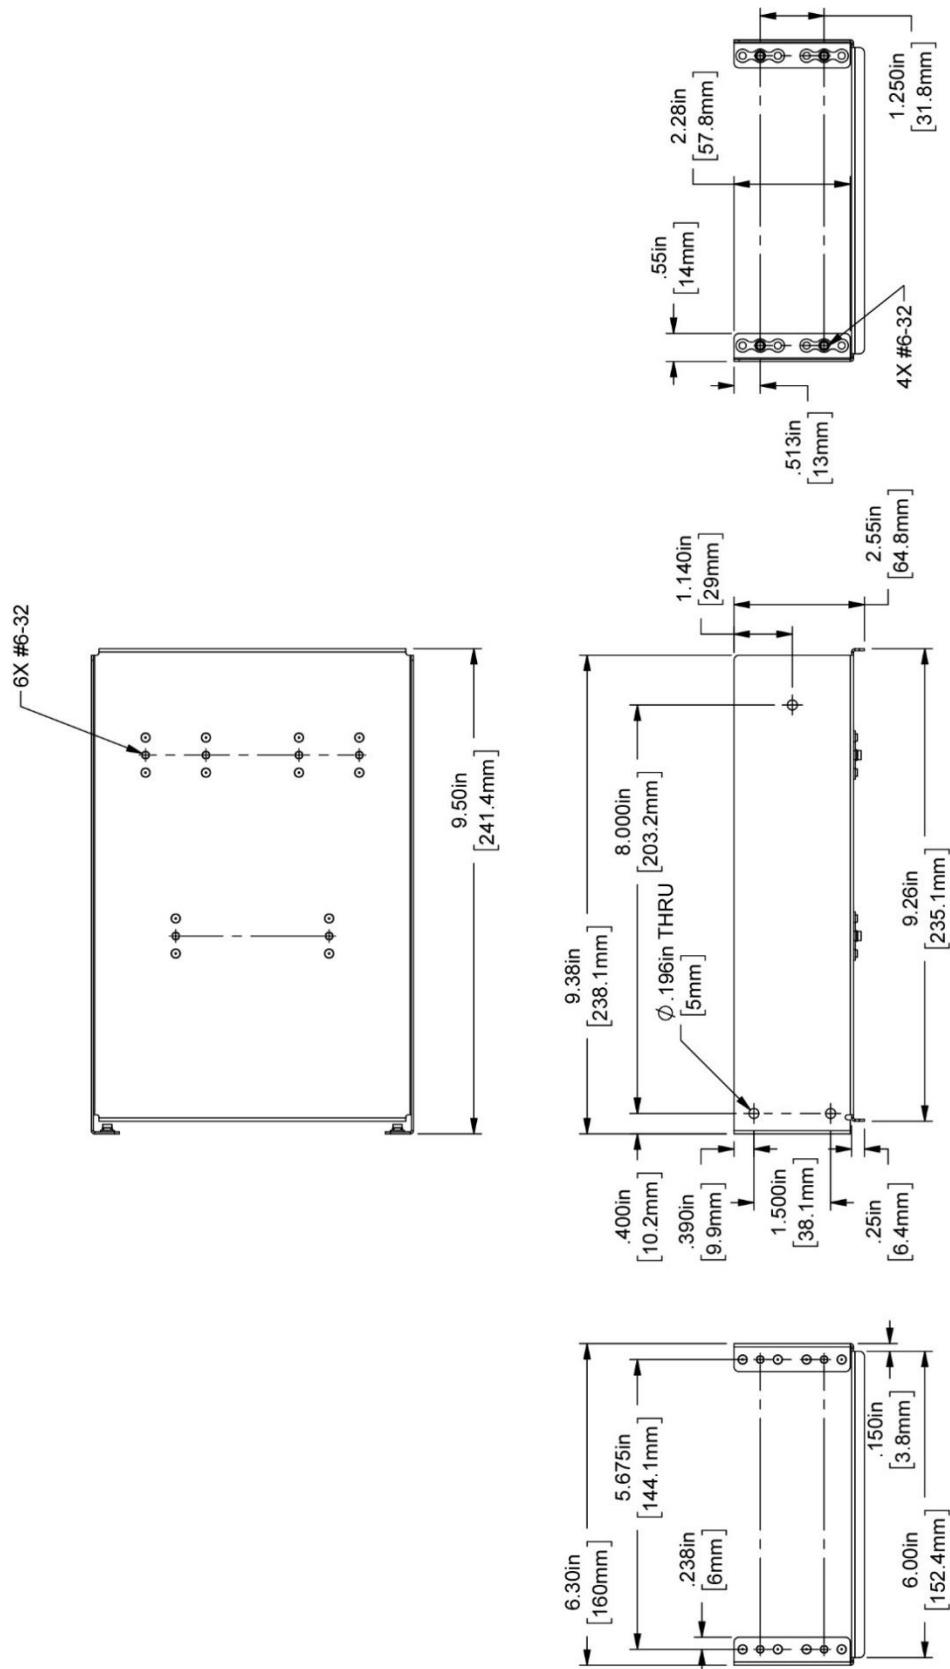 6X #6-32
9.50in
[241.4mm]
6.30in
[160mm]
5.675in
[144.1mm]
.238in
[6mm]
.150in
[3.8mm]
6.00in
[152.4mm]
9.38in
[238.1mm]
8.000in
[203.2mm]
Ø.196in THRU
[5mm]
.400in
[10.2mm]
.390in
[9.9mm]
1.500in
[38.1mm]
.25in
[6.4mm]
9.26in
[235.1mm]
1.140in
[29mm]
2.55in
[64.8mm]
.55in
[14mm]
2.28in
[57.8mm]
.513in
[13mm]
4X #6-32
1.250in
[31.8mm]